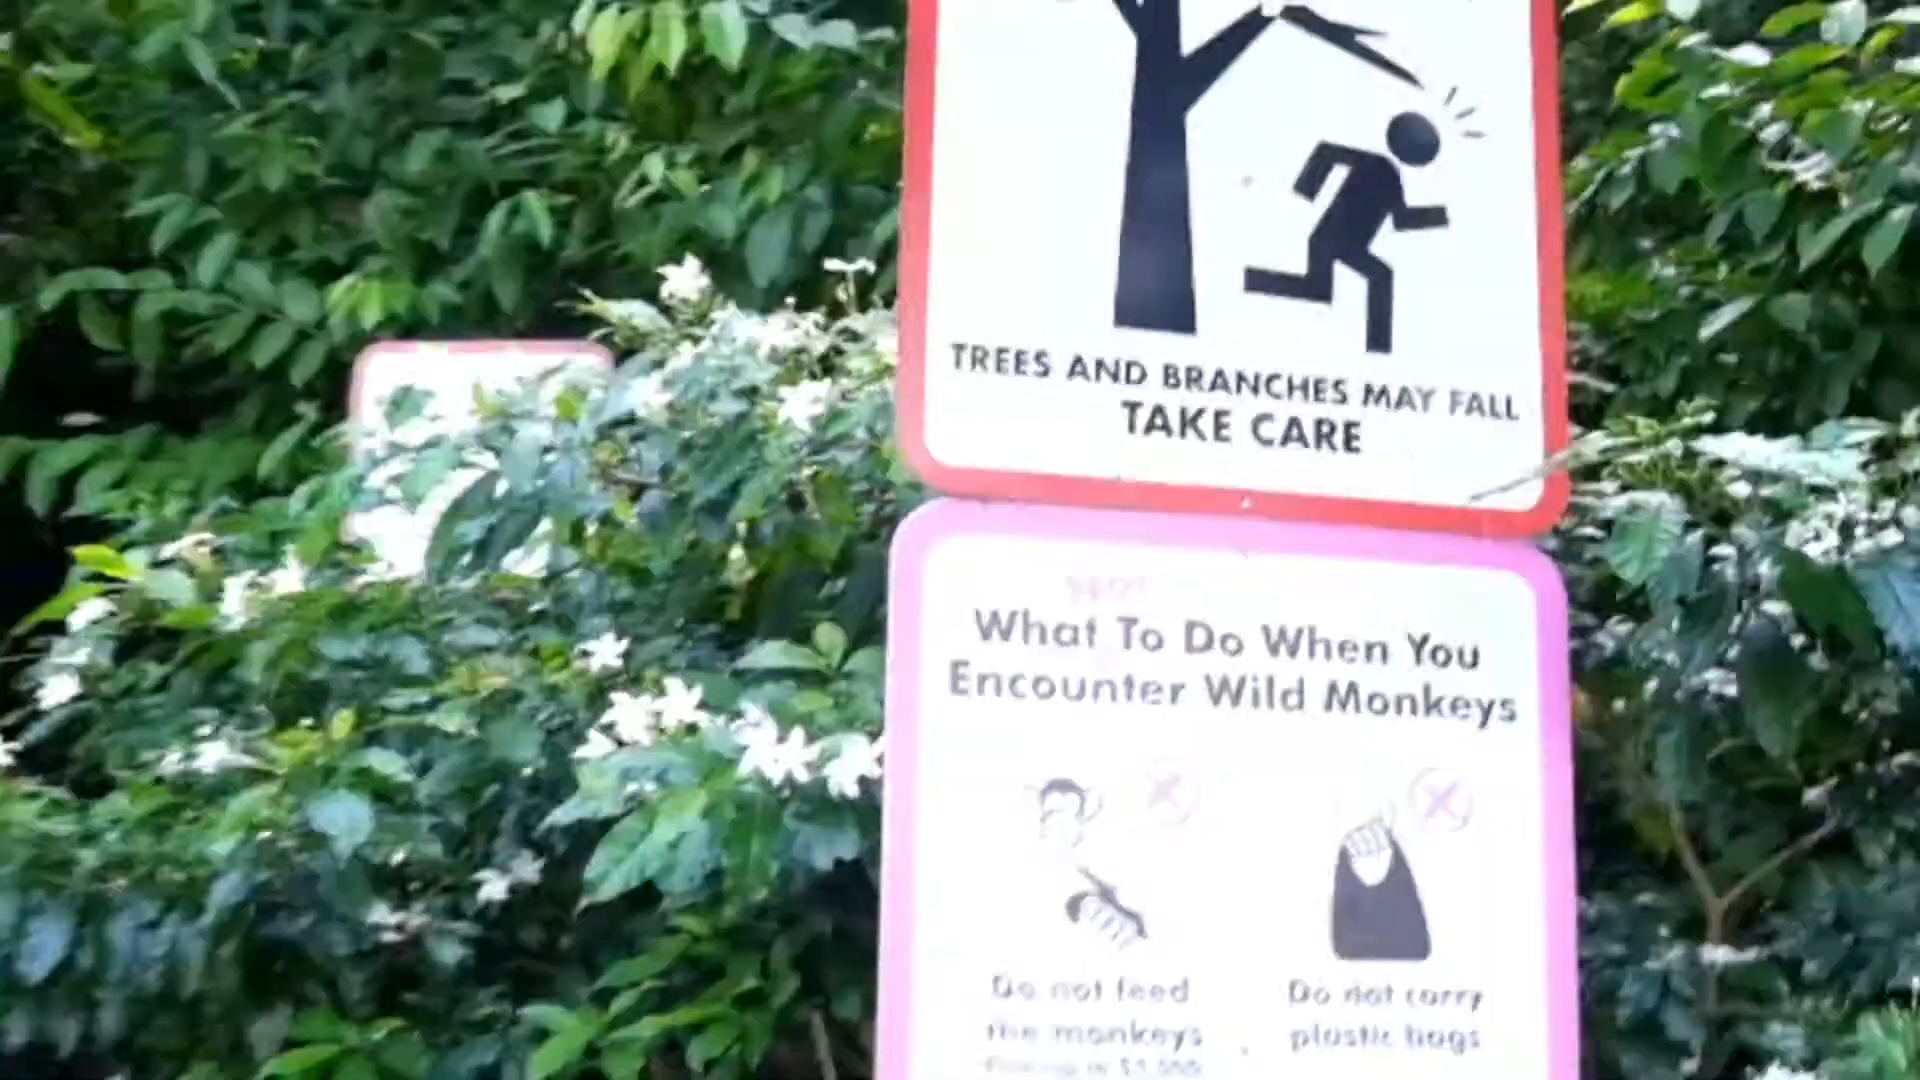 TREES AND BRANCHES MAY FALL
TAKE CARE
What To Do When You
Encounter Wild Monkeys
Do not feed
the monkeys
Do not carry
plastic bags